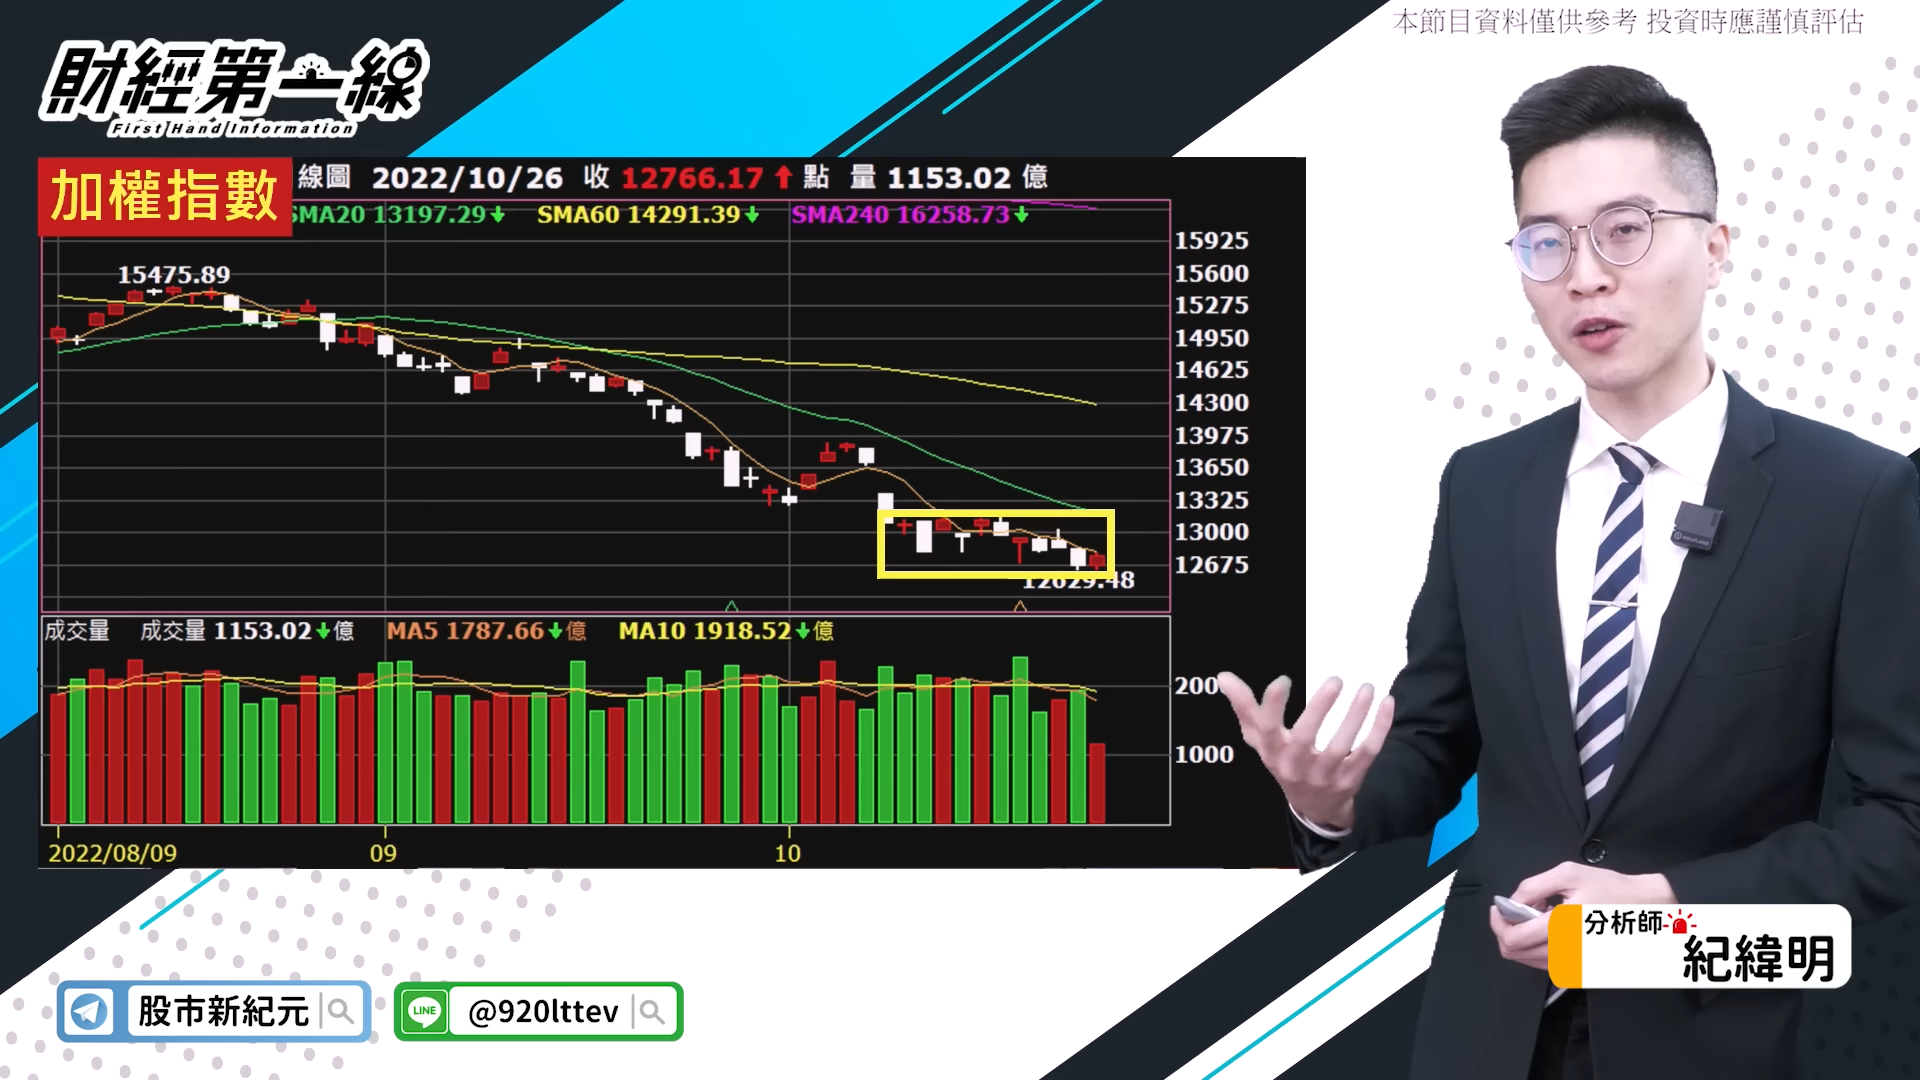 本節目資料僅供參考 投資時應謹慎評估
財經第一線
First Hand Information
加權指數
線圖 2022/10/26 收 12766.17 點 量 1153.02 億
SMA20 13197.29 SMA60 14291.39 SMA240 16258.73
15925
15475.89
15600
15275
14950
14625
14300
13975
13650
13325
13000
12675
12629.48
成交量 成交量 1153.02 億 MA5 1787.66 億 MA10 1918.52 億
1000
2022/08/09 09 10
分析師
紀緯明
股市新紀元
LINE @920lttev